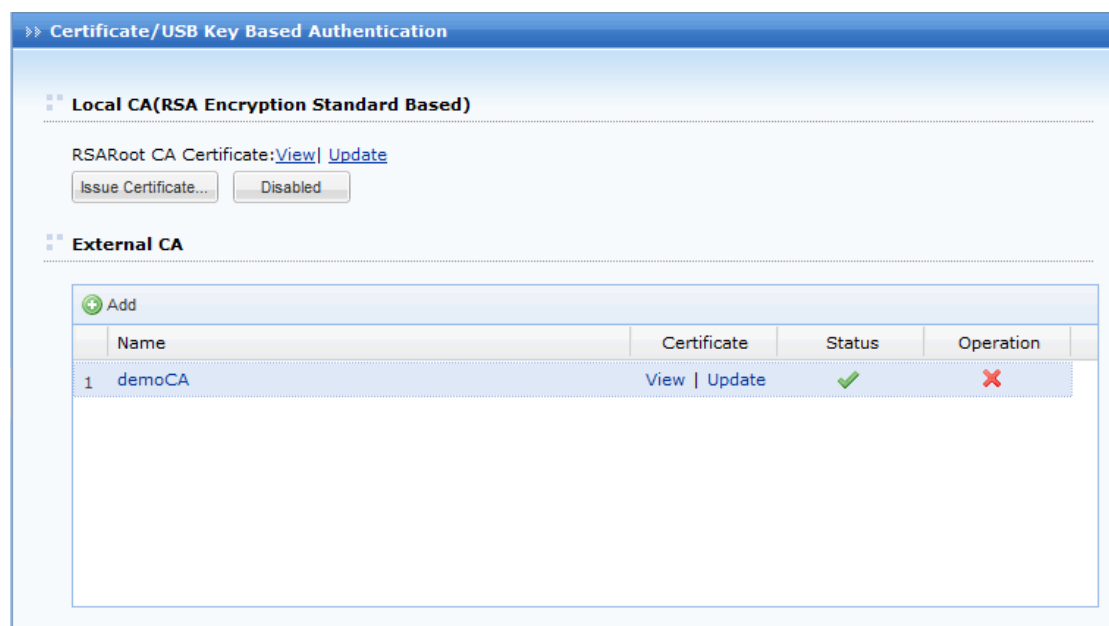 Certificate/USB Key Based Authentication
Local CA(RSA Encryption Standard Based)
RSARoot CA Certificate:View| Update
Issue Certificate... Disabled
External CA
Add
Name Certificate Status Operation
1 demoCA View | Update